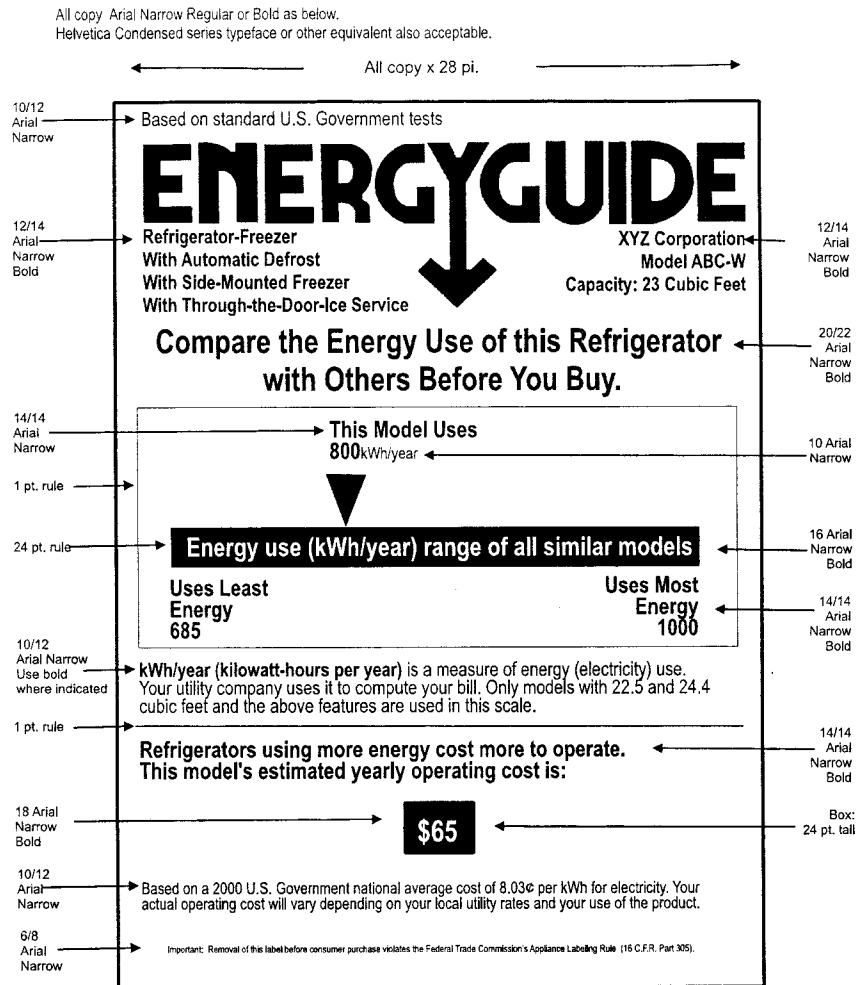 All copy Arial Narrow Regular or Bold as below.
Helvetica Condensed series typeface or other equivalent also acceptable.
All copy x 28 pi.
10/12
Arial
Narrow
Based on standard U.S. Government tests
ENERGYGUIDE
12/14
Arial
Narrow
Bold
Refrigerator-Freezer
With Automatic Defrost
With Side-Mounted Freezer
With Through-the-Door-Ice Service
XYZ Corporation
Model ABC-W
Capacity: 23 Cubic Feet
12/14
Arial
Narrow
Bold
Compare the Energy Use of this Refrigerator
with Others Before You Buy.
20/22
Arial
Narrow
Bold
14/14
Arial
Narrow
This Model Uses
800kWh/year
10 Arial
Narrow
1 pt. rule
24 pt. rule
Energy use (kWh/year) range of all similar models
16 Arial
Narrow
Bold
Uses Least
Energy
685
Uses Most
Energy
1000
14/14
Arial
Narrow
Bold
10/12
Arial Narrow
Use bold
where indicated
kWh/year (kilowatt-hours per year) is a measure of energy (electricity) use.
Your utility company uses it to compute your bill. Only models with 22.5 and 24.4
cubic feet and the above features are used in this scale.
1 pt. rule
Refrigerators using more energy cost more to operate.
This model's estimated yearly operating cost is:
14/14
Arial
Narrow
Bold
18 Arial
Narrow
Bold
$65
Box:
24 pt. tall
10/12
Arial
Narrow
Based on a 2000 U.S. Government national average cost of 8.03¢ per kWh for electricity. Your
actual operating cost will vary depending on your local utility rates and your use of the product.
6/8
Arial
Narrow
Important: Removal of this label before consumer purchase violates the Federal Trade Commission's Appliance Labeling Rule (16 C.F.R. Part 305).